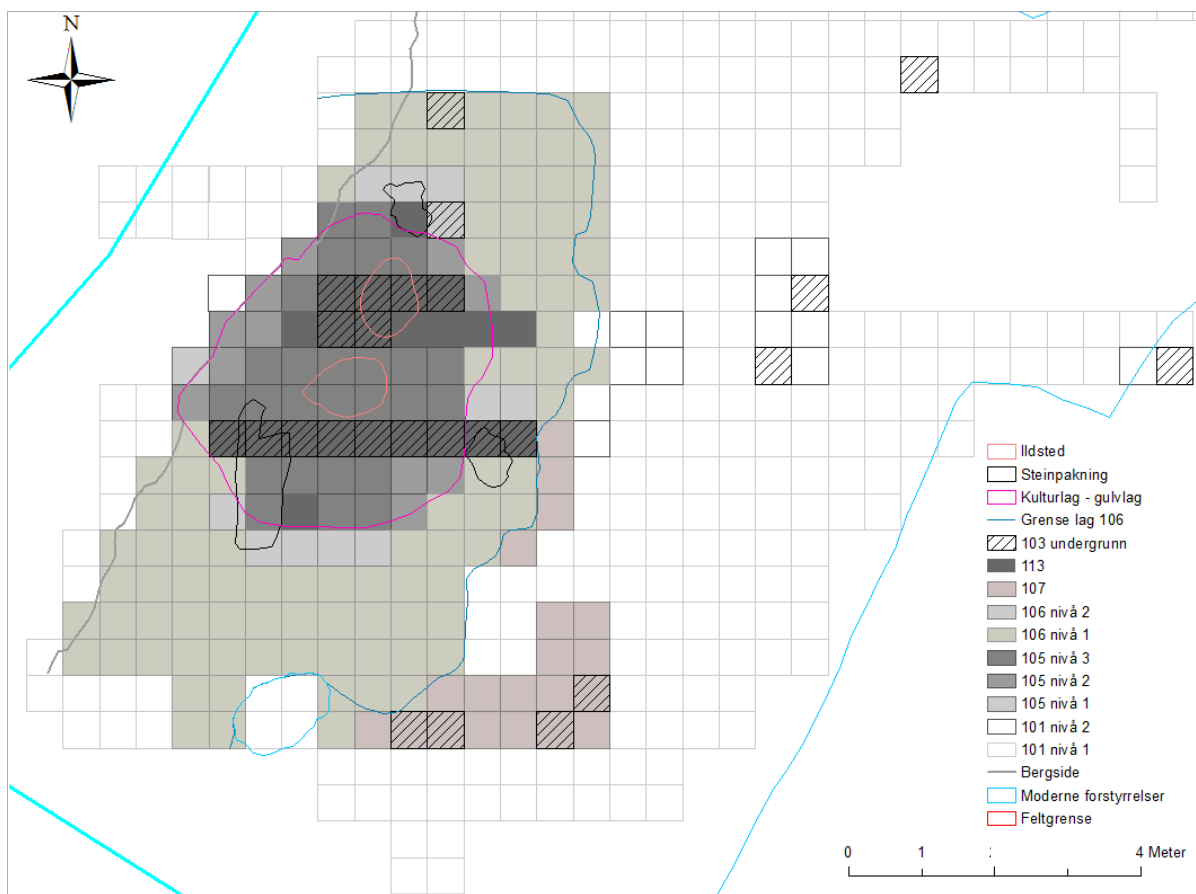 N
Ildsted
Steinpakning
Kulturlag - gulvlag
Grense lag 106
103 undergrunn
113
107
106 nivå 2
106 nivå 1
105 nivå 3
105 nivå 2
105 nivå 1
101 nivå 2
101 nivå 1
Bergside
Moderne forstyrrelser
Feltgrense
0 1 4 Meter